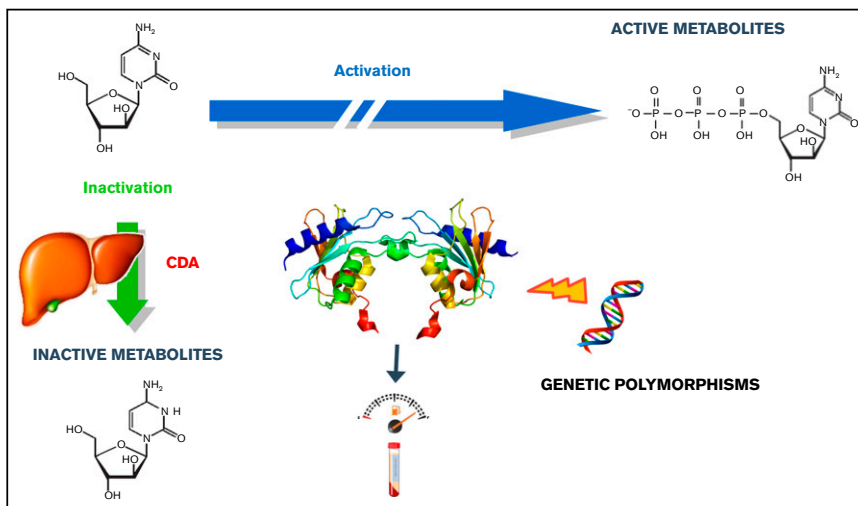 ACTIVE METABOLITES
Activation
NH₂
N
N
O
HO
O
HO
OH
NH₂
N
N
O
O
O
O
⁻O P O P O P O
OH
OH
OH
O
HO
OH
Inactivation
CDA
INACTIVE METABOLITES
GENETIC POLYMORPHISMS
NH₂
N
H
N
O
HO
O
HO
OH